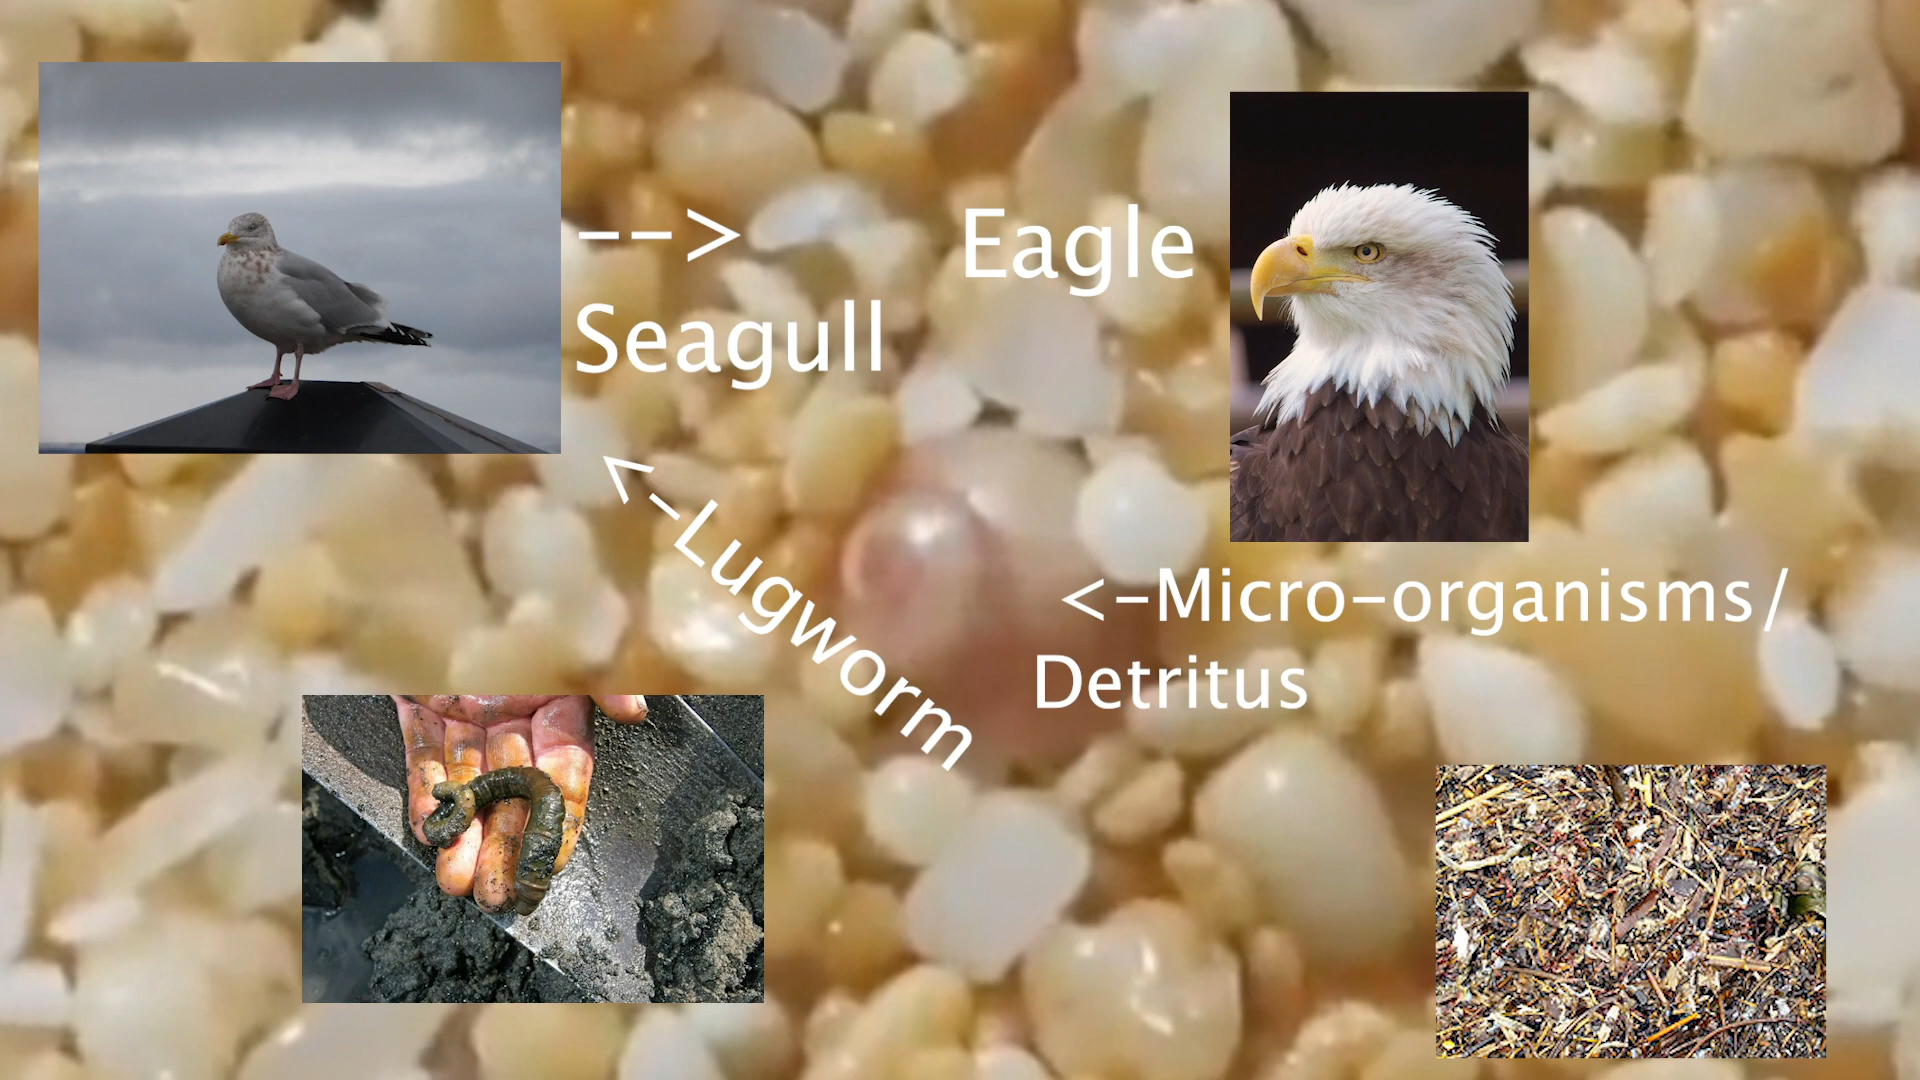 -->
Seagull
Eagle
<-Lugworm
<-Micro-organisms/
Detritus